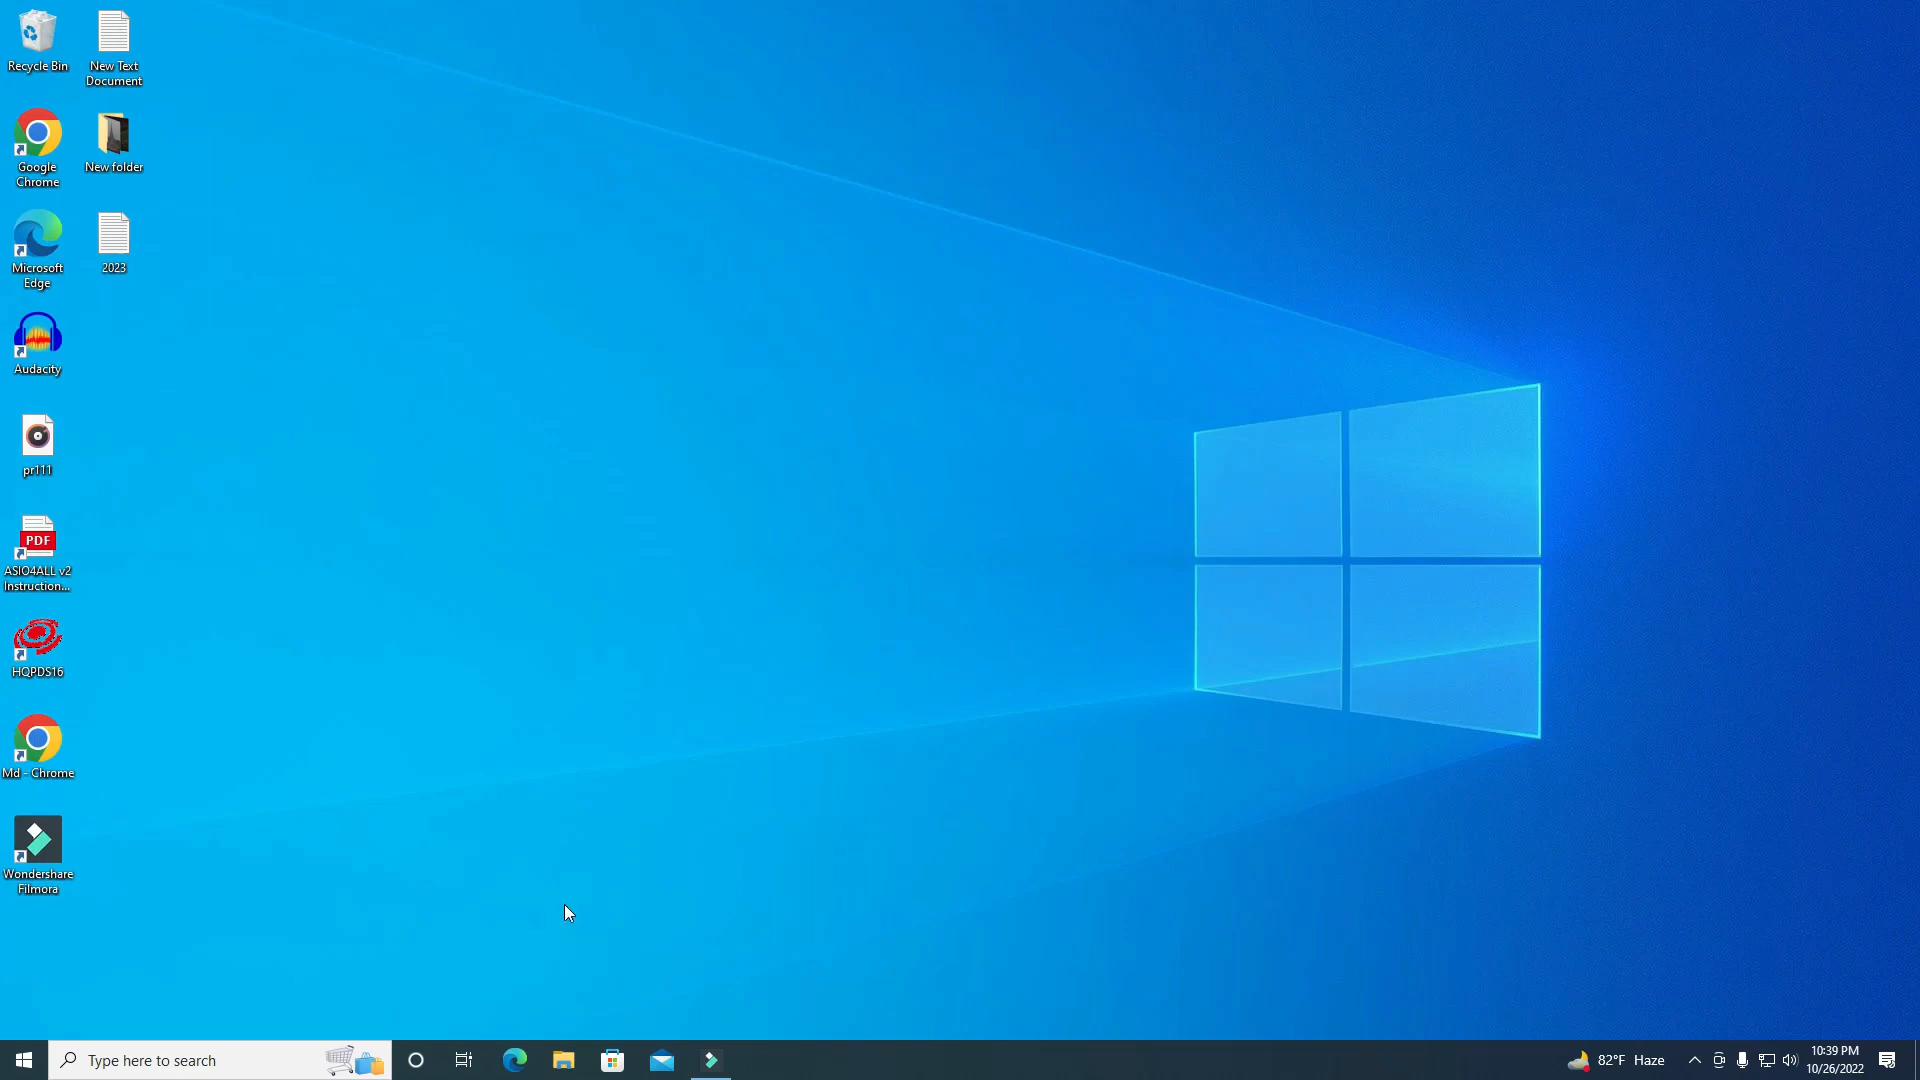 Recycle Bin
New Text
Document
Google
Chrome
New folder
Microsoft
Edge
2023
Audacity
pr111
PDF
ASIO4ALL v2
Instruction...
HQPDS16
Md - Chrome
Wondershare
Filmora
Type here to search
82°F Haze
10:39 PM
10/26/2022